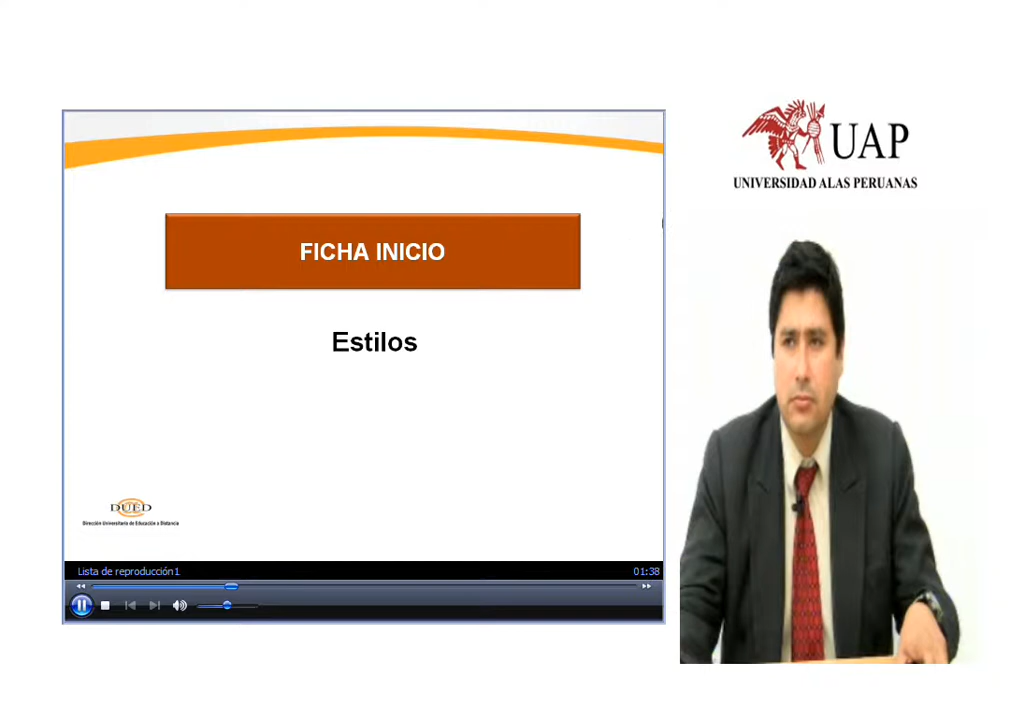 FICHA INICIO
Estilos
DUED
Dirección Universitaria de Educación a Distancia
Lista de reproducción1
01:38
UAP
UNIVERSIDAD ALAS PERUANAS